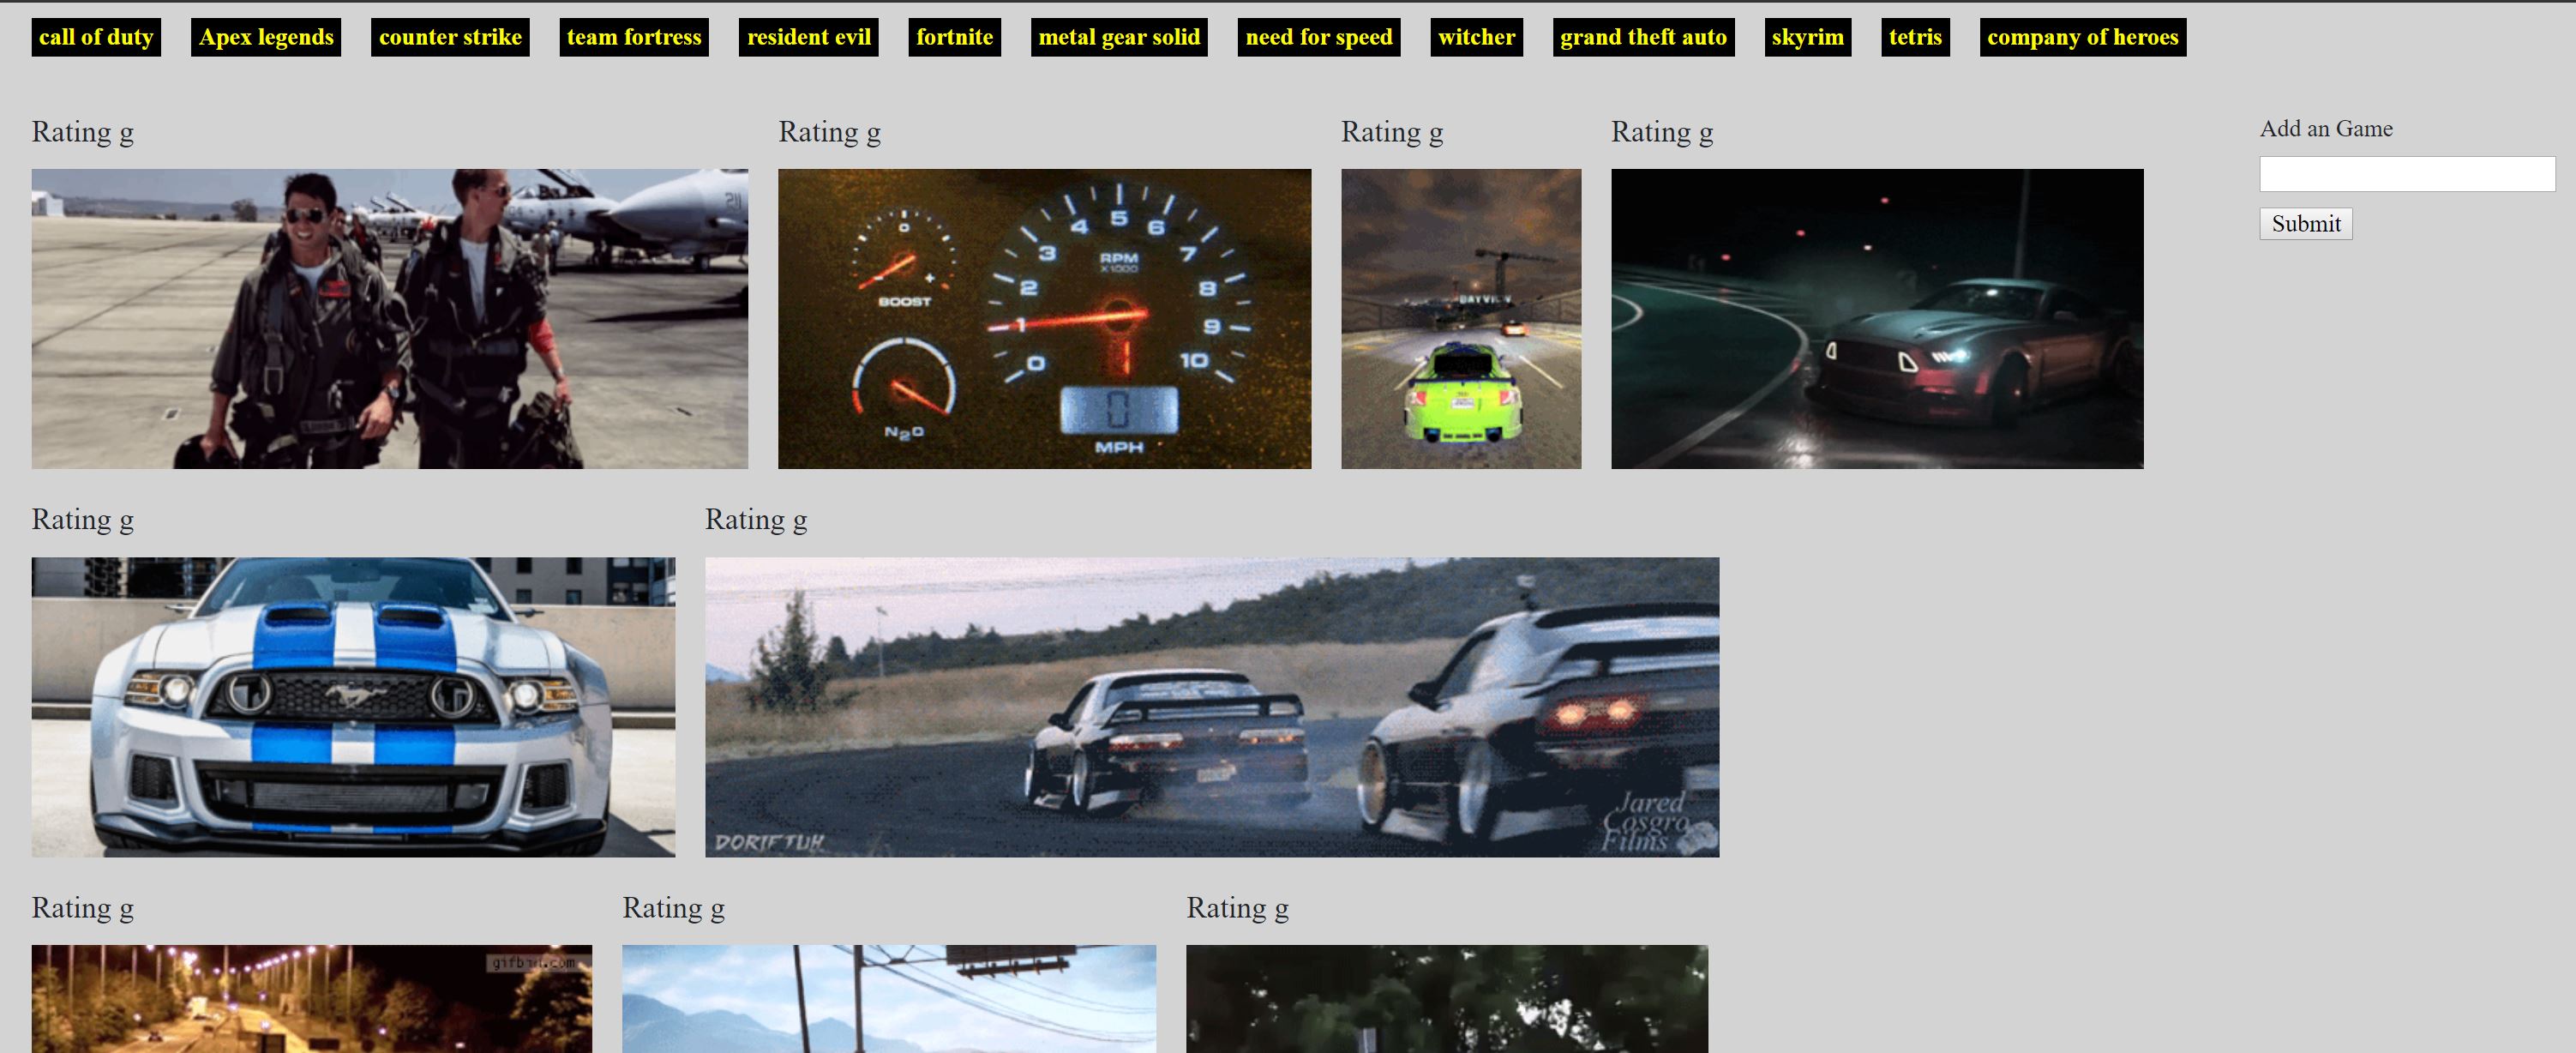 call of duty Apex legends counter strike team fortress resident evil fortnite metal gear solid need for speed witcher grand theft auto skyrim tetris company of heroes
Rating g Rating g Rating g Rating g Add an Game
Submit
211
0
BOOST
N2O
0 1 2 3 4 5 6 7 8 9 10
RPM
X1000
0
MPH
BAYVIEW
Rating g Rating g
DORIFTUH
Jared
Cosgro
Films
Rating g Rating g Rating g